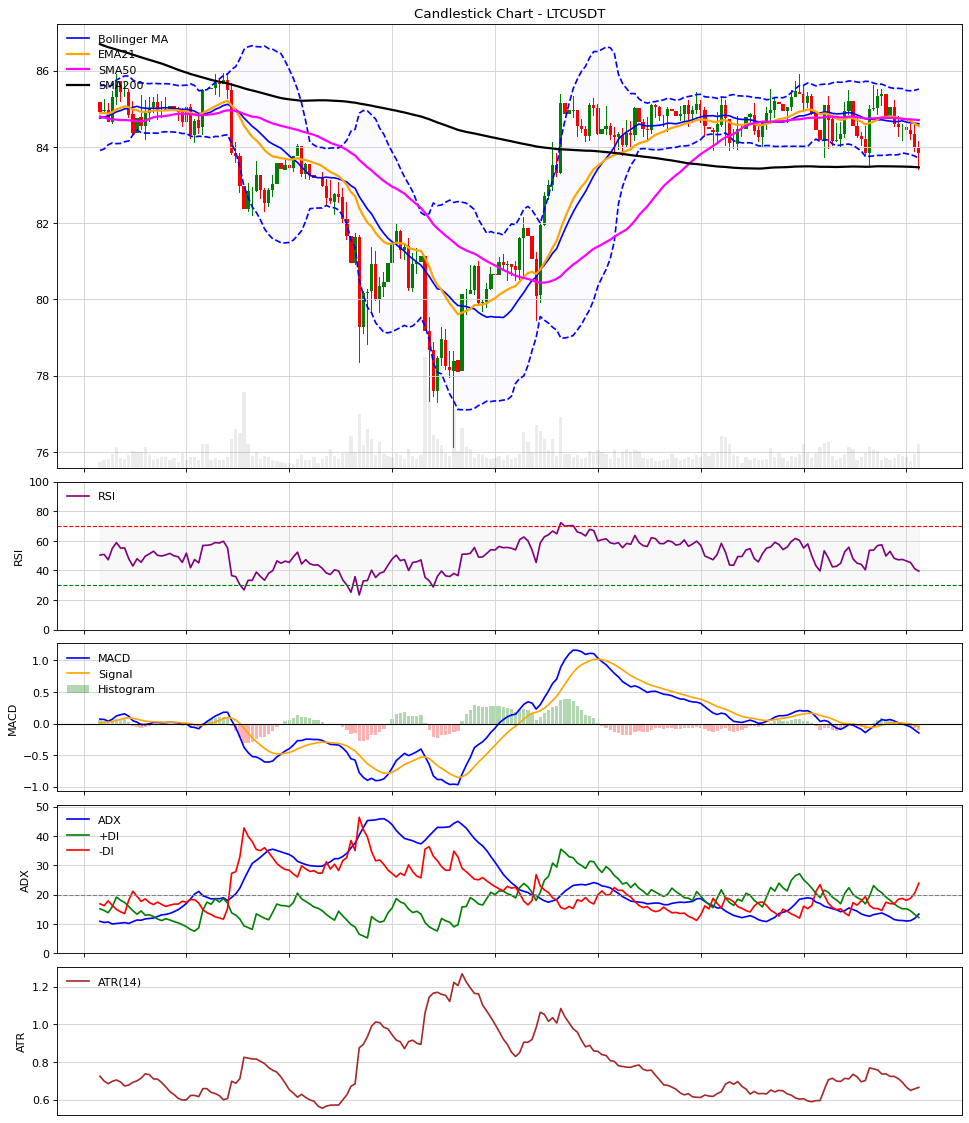 Candlestick Chart - LTCUSDT
Bollinger MA
EMA21
SMA50
SMA200
86
84
82
80
78
76
RSI
RSI
100
80
60
40
20
0
MACD
Signal
Histogram
MACD
1.0
0.5
0.0
−0.5
−1.0
ADX
+DI
-DI
ADX
50
40
30
20
10
0
ATR(14)
ATR
1.2
1.0
0.8
0.6